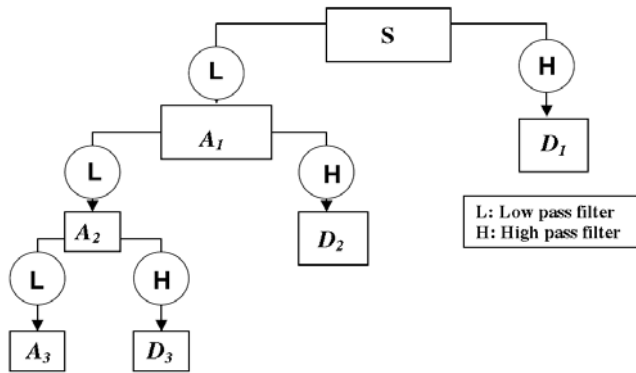 S
L
H
A1
D1
L
H
L: Low pass filter
H: High pass filter
A2
D2
L
H
A3
D3